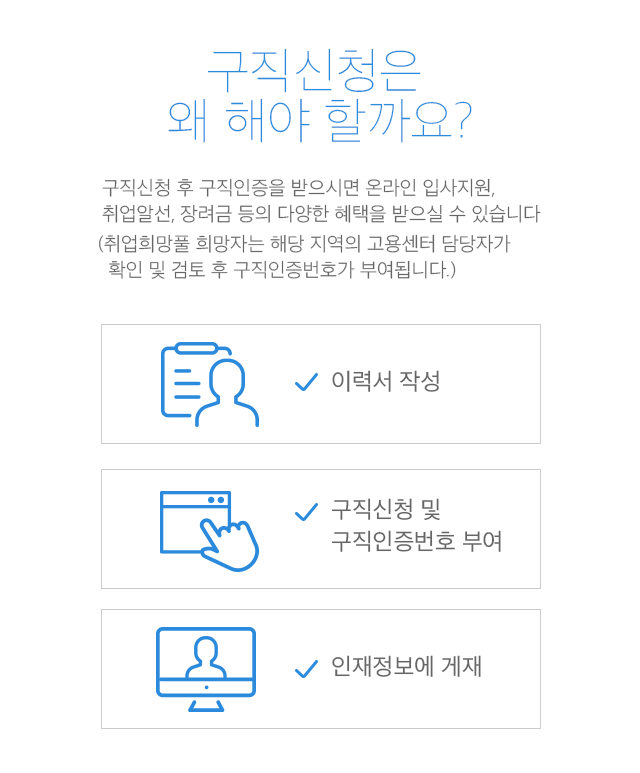 구직신청은
왜 해야 할까요?
구직신청 후 구직인증을 받으시면 온라인 입사지원,
취업알선, 장려금 등의 다양한 혜택을 받으실 수 있습니다
(취업희망풀 희망자는 해당 지역의 고용센터 담당자가
확인 및 검토 후 구직인증번호가 부여됩니다.)
이력서 작성
구직신청 및
구직인증번호 부여
인재정보에 게재